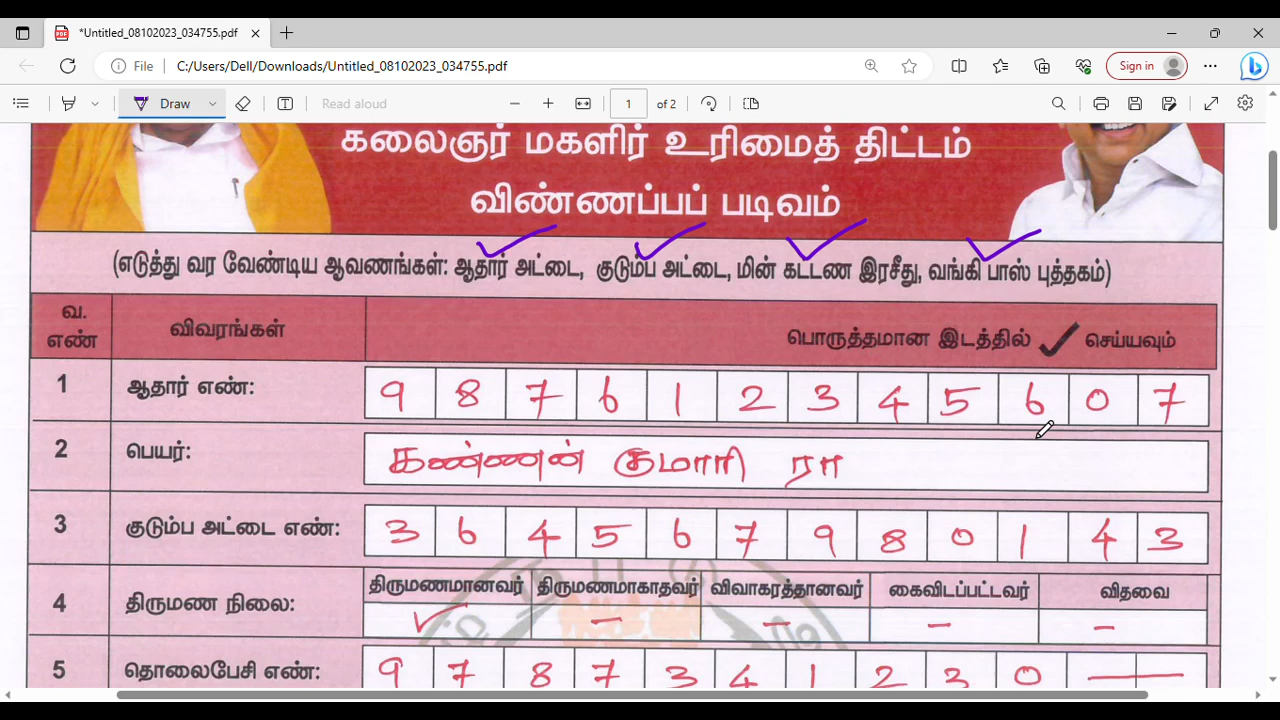 *Untitled_08102023_034755.pdf
File C:/Users/Dell/Downloads/Untitled_08102023_034755.pdf Sign in
Draw Read aloud 1 of 2
கலைஞர் மகளிர் உரிமைத் திட்டம்
விண்ணப்பப் படிவம்
(எடுத்து வர வேண்டிய ஆவணங்கள்: ஆதார் அட்டை, குடும்ப அட்டை, மின் கட்டண இரசீது, வங்கி பாஸ் புத்தகம்)
வ. எண் விவரங்கள் பொருத்தமான இடத்தில் ✓ செய்யவும்
1 ஆதார் எண்: 9 8 7 6 1 2 3 4 5 6 0 7
2 பெயர்: கண்ணன் குமாரி ரா
3 குடும்ப அட்டை எண்: 3 6 4 5 6 7 9 8 0 1 4 3
திருமணமானவர் திருமணமாகாதவர் விவாகரத்தானவர் கைவிடப்பட்டவர் விதவை
4 திருமண நிலை: ✓ – – – –
5 தொலைபேசி எண்: 9 7 8 7 3 4 1 2 3 0 —